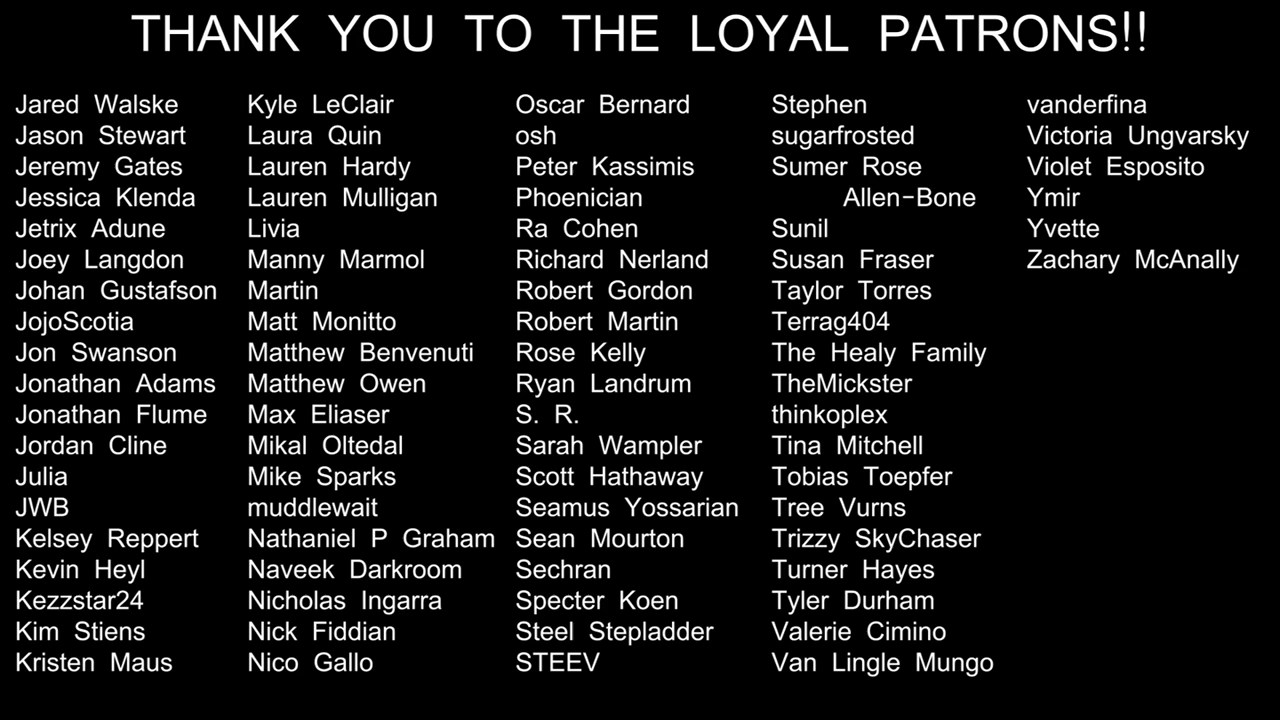 THANK YOU TO THE LOYAL PATRONS!!
Jared Walske
Jason Stewart
Jeremy Gates
Jessica Klenda
Jetrix Adune
Joey Langdon
Johan Gustafson
JojoScotia
Jon Swanson
Jonathan Adams
Jonathan Flume
Jordan Cline
Julia
JWB
Kelsey Reppert
Kevin Heyl
Kezzstar24
Kim Stiens
Kristen Maus
Kyle LeClair
Laura Quin
Lauren Hardy
Lauren Mulligan
Livia
Manny Marmol
Martin
Matt Monitto
Matthew Benvenuti
Matthew Owen
Max Eliaser
Mikal Oltedal
Mike Sparks
muddlewait
Nathaniel P Graham
Naveek Darkroom
Nicholas Ingarra
Nick Fiddian
Nico Gallo
Oscar Bernard
osh
Peter Kassimis
Phoenician
Ra Cohen
Richard Nerland
Robert Gordon
Robert Martin
Rose Kelly
Ryan Landrum
S. R.
Sarah Wampler
Scott Hathaway
Seamus Yossarian
Sean Mourton
Sechran
Specter Koen
Steel Stepladder
STEEV
Stephen
sugarfrosted
Sumer Rose
Allen-Bone
Sunil
Susan Fraser
Taylor Torres
Terrag404
The Healy Family
TheMickster
thinkoplex
Tina Mitchell
Tobias Toepfer
Tree Vurns
Trizzy SkyChaser
Turner Hayes
Tyler Durham
Valerie Cimino
Van Lingle Mungo
vanderfina
Victoria Ungvarsky
Violet Esposito
Ymir
Yvette
Zachary McAnally